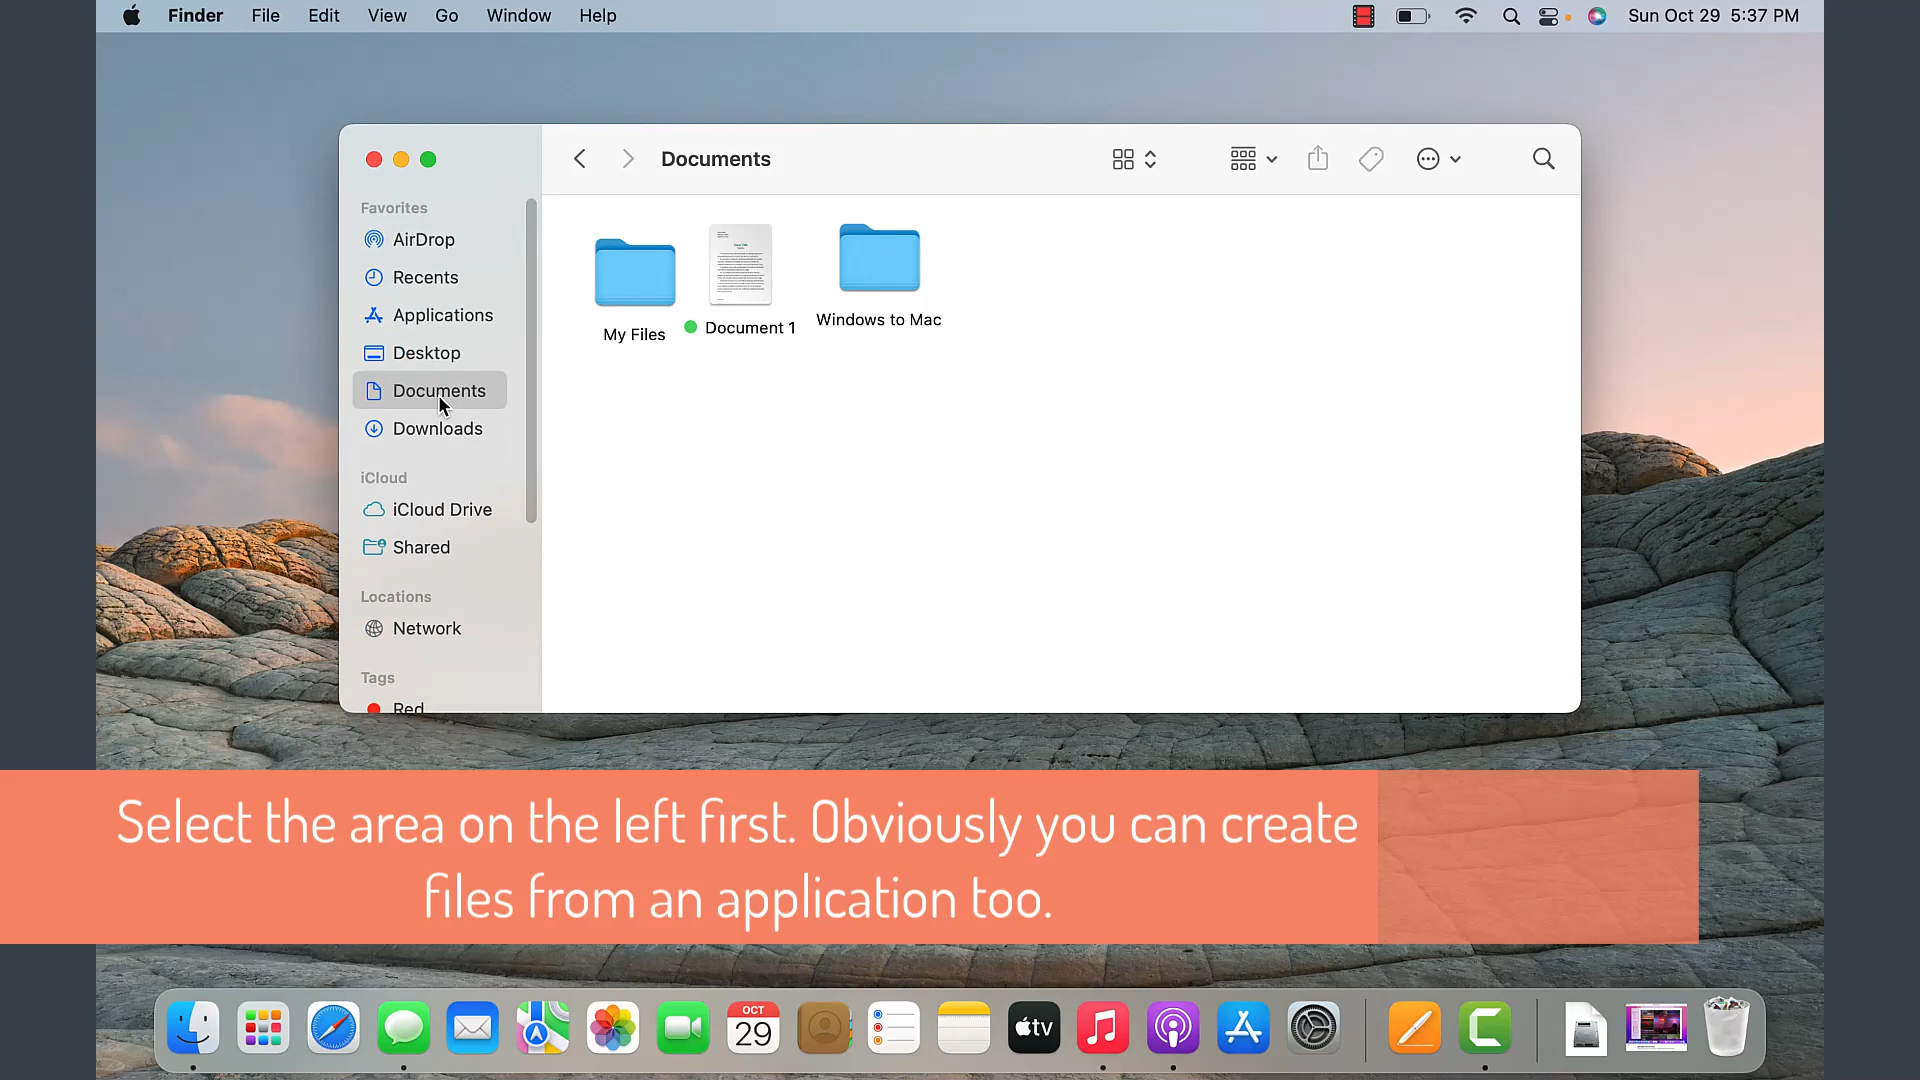 Finder File Edit View Go Window Help Sun Oct 29 5:37 PM
Documents
Favorites
AirDrop
Recents
Applications
Desktop
Documents
Downloads
iCloud
iCloud Drive
Shared
Locations
Network
Tags
Red
My Files
Document 1
Windows to Mac
Select the area on the left first. Obviously you can create
files from an application too.
OCT
29
tv